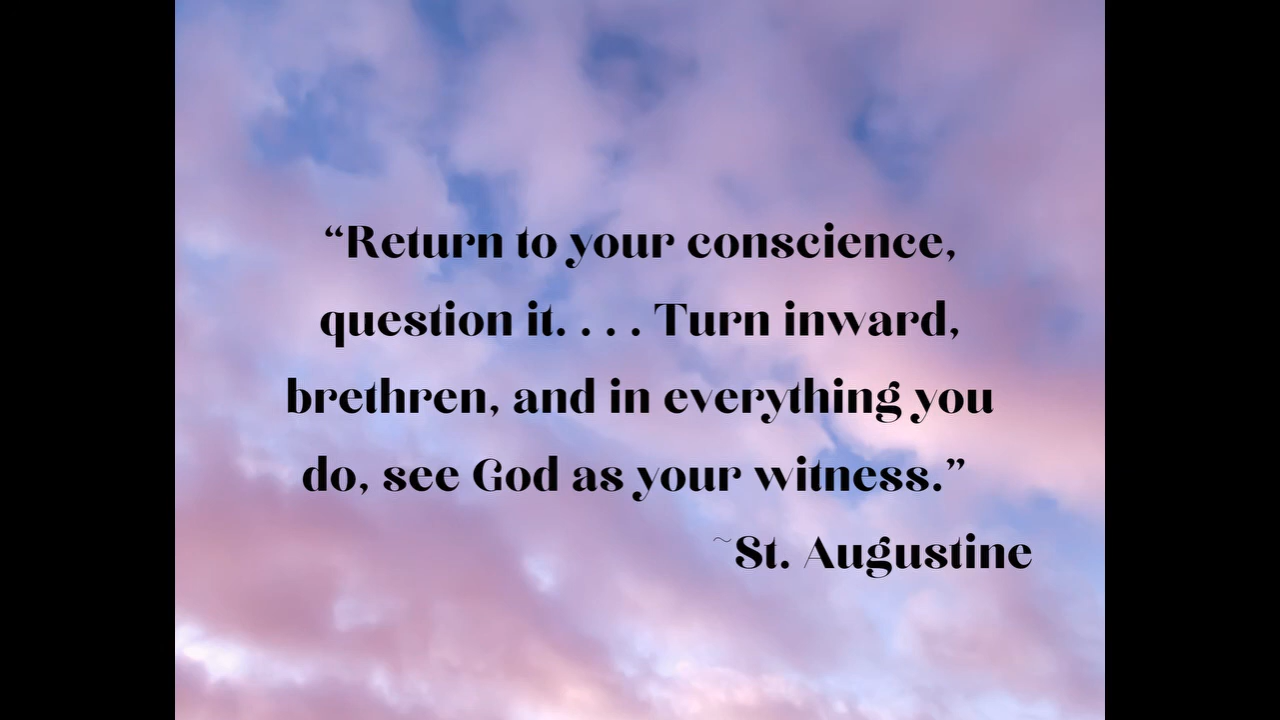 “Return to your conscience,
question it. . . . Turn inward,
brethren, and in everything you
do, see God as your witness.”
~St. Augustine